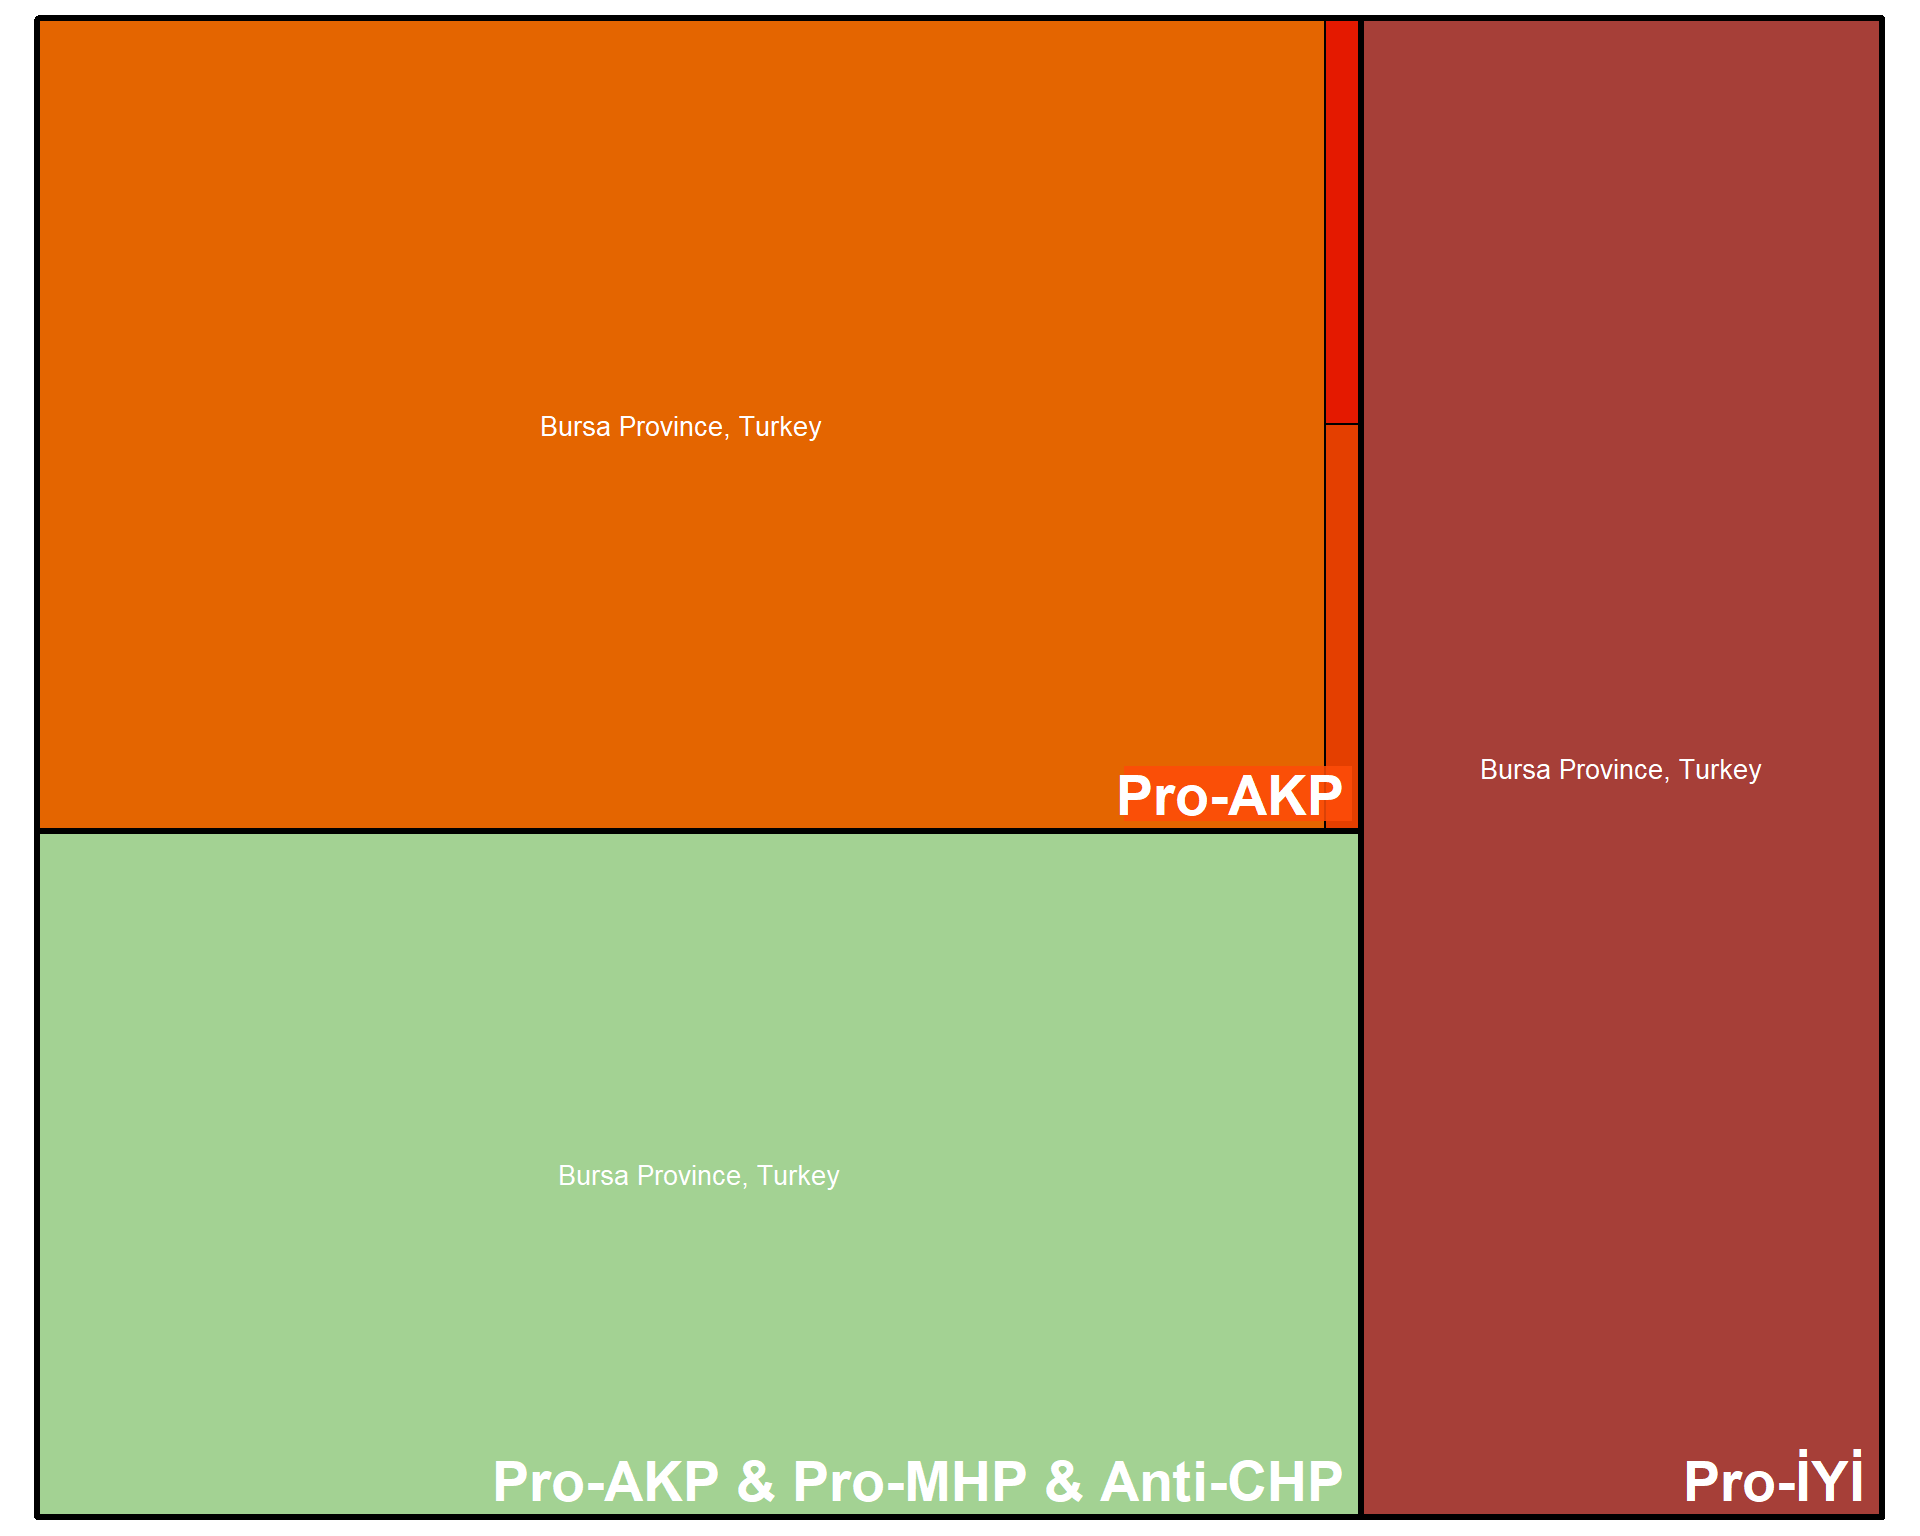 Bursa Province, Turkey
Pro-AKP
Bursa Province, Turkey
Pro-AKP & Pro-MHP & Anti-CHP
Bursa Province, Turkey
Pro-İYİ